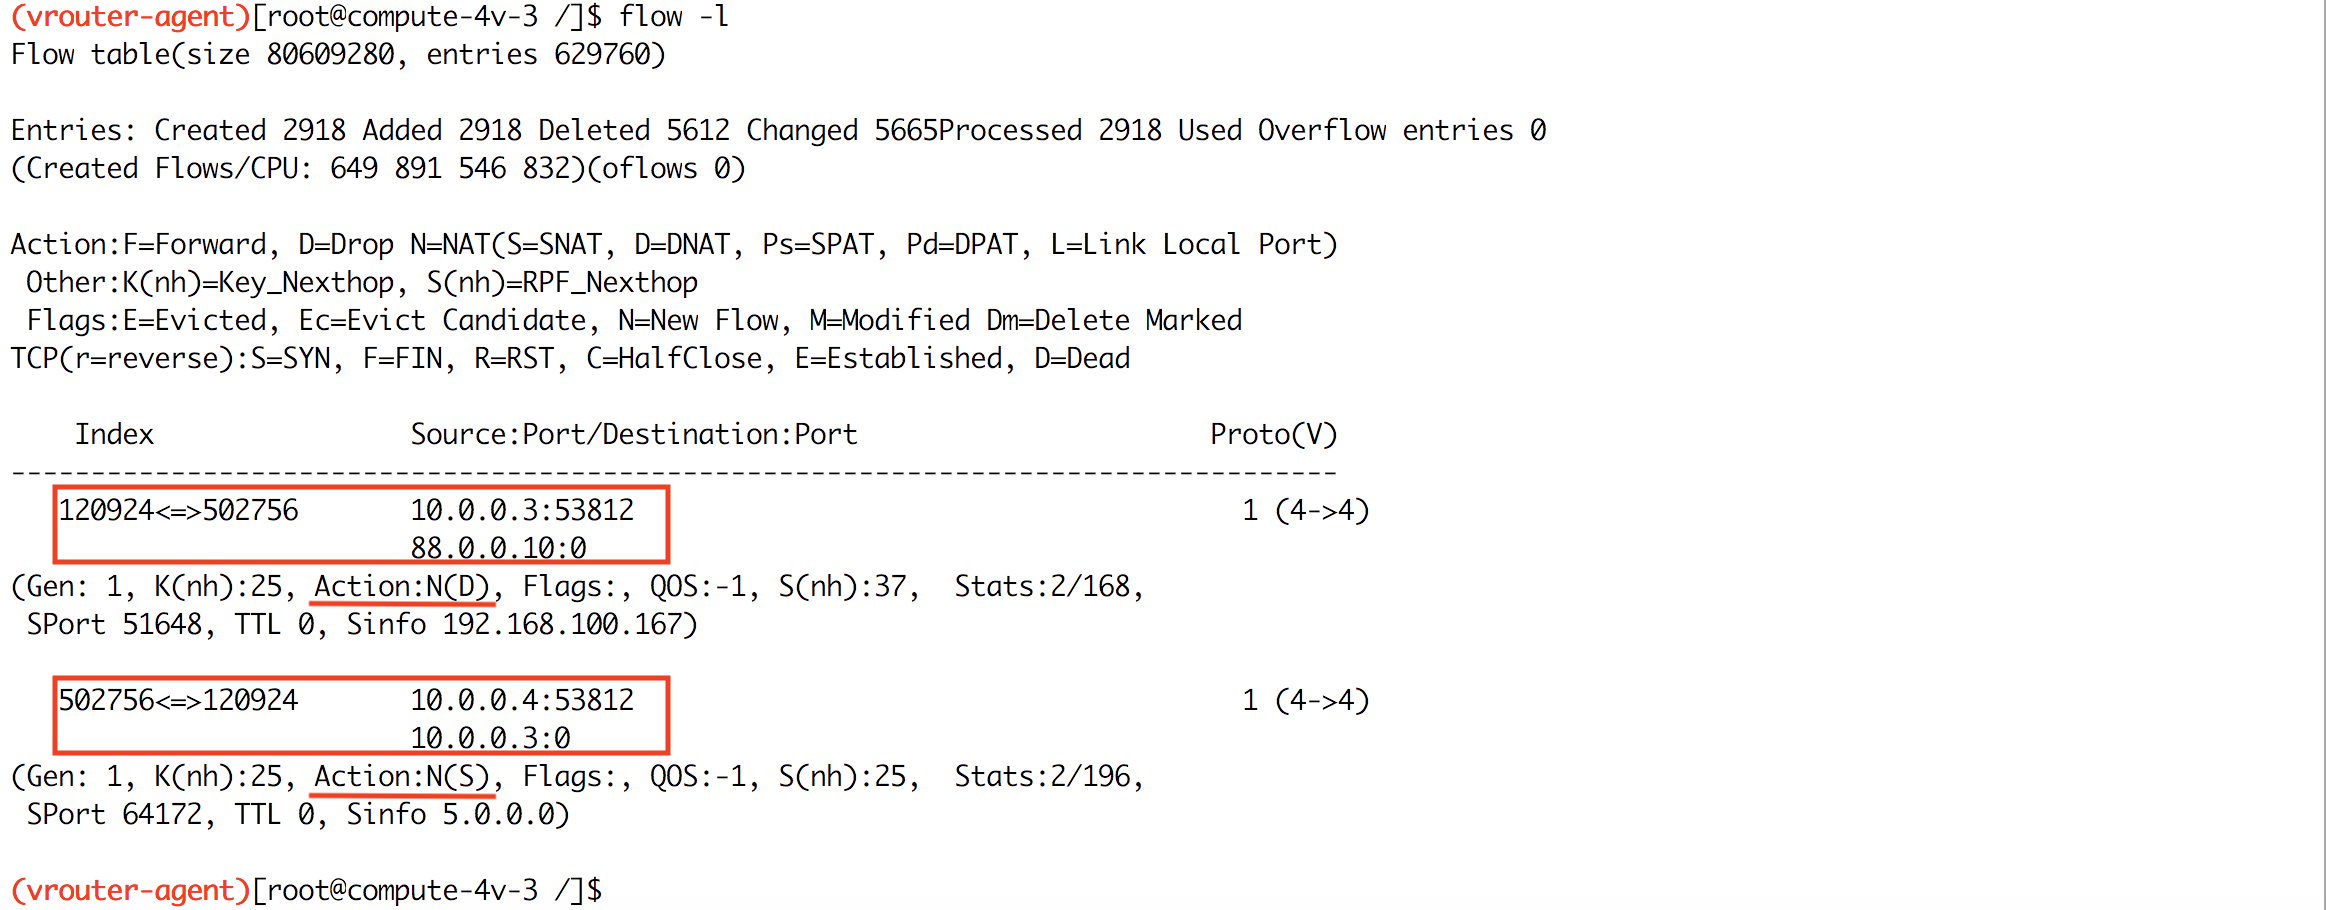 (vrouter-agent)[root@compute-4v-3 /]$ flow -l
Flow table(size 80609280, entries 629760)
Entries: Created 2918 Added 2918 Deleted 5612 Changed 5665Processed 2918 Used Overflow entries 0
(Created Flows/CPU: 649 891 546 832)(oflows 0)
Action:F=Forward, D=Drop N=NAT(S=SNAT, D=DNAT, Ps=SPAT, Pd=DPAT, L=Link Local Port)
Other:K(nh)=Key_Nexthop, S(nh)=RPF_Nexthop
Flags:E=Evicted, Ec=Evict Candidate, N=New Flow, M=Modified Dm=Delete Marked
TCP(r=reverse):S=SYN, F=FIN, R=RST, C=HalfClose, E=Established, D=Dead
Index Source:Port/Destination:Port Proto(V)
-----------------------------------------------------------------------------------
120924<=>502756 10.0.0.3:53812 1 (4->4)
88.0.0.10:0
(Gen: 1, K(nh):25, Action:N(D), Flags:, QOS:-1, S(nh):37, Stats:2/168,
SPort 51648, TTL 0, Sinfo 192.168.100.167)
502756<=>120924 10.0.0.4:53812 1 (4->4)
10.0.0.3:0
(Gen: 1, K(nh):25, Action:N(S), Flags:, QOS:-1, S(nh):25, Stats:2/196,
SPort 64172, TTL 0, Sinfo 5.0.0.0)
(vrouter-agent)[root@compute-4v-3 /]$